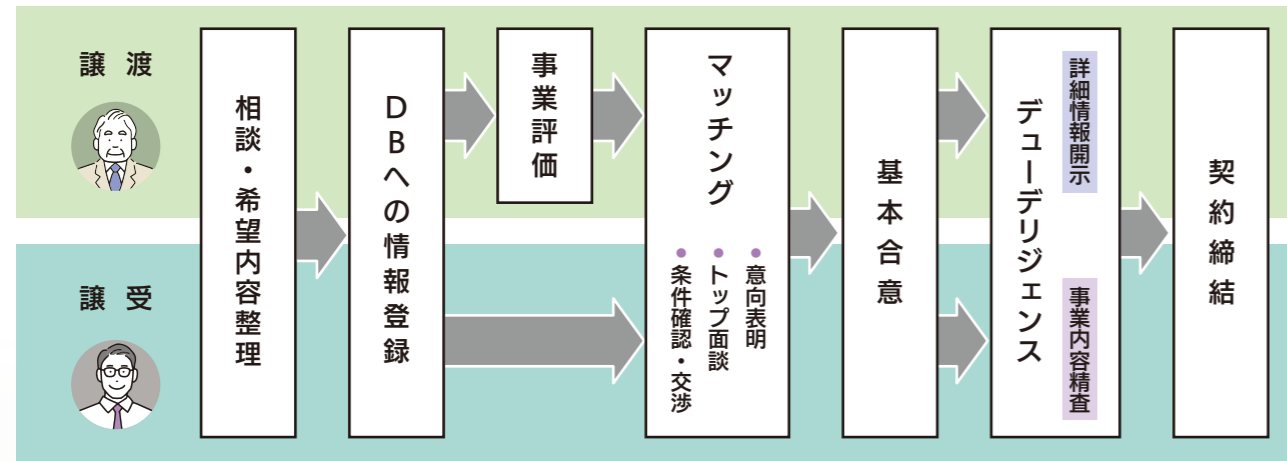 譲渡
譲受
相談・希望内容整理
DBへの情報登録
事業評価
マッチング
●意向表明
●トップ面談
●条件確認・交渉
基本合意
デューデリジェンス
詳細情報開示
事業内容精査
契約締結